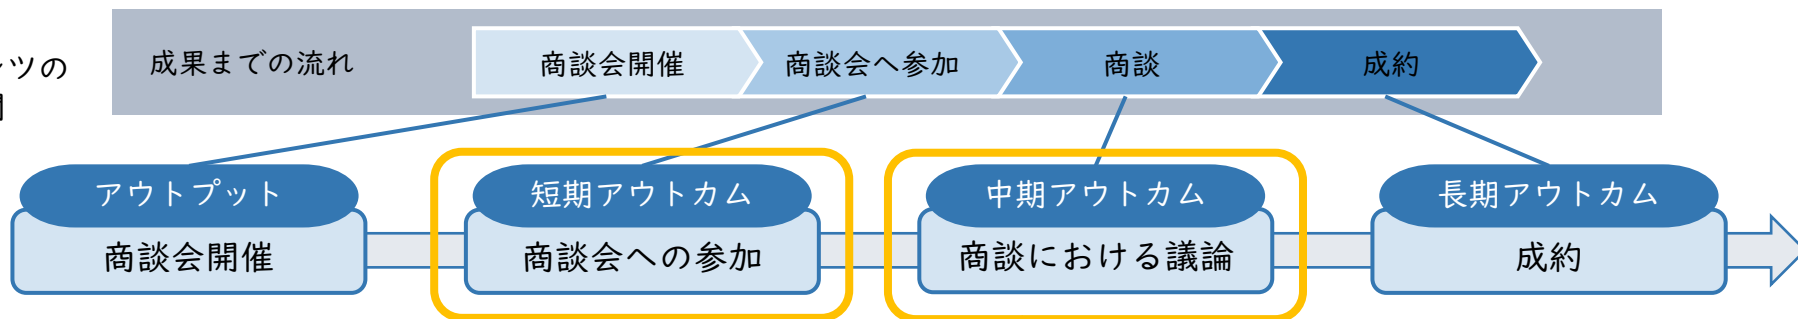 ツの
成果までの流れ
商談会開催
商談会へ参加
商談
成約
アウトプット
短期アウトカム
中期アウトカム
長期アウトカム
商談会開催
商談会への参加
商談における議論
成約